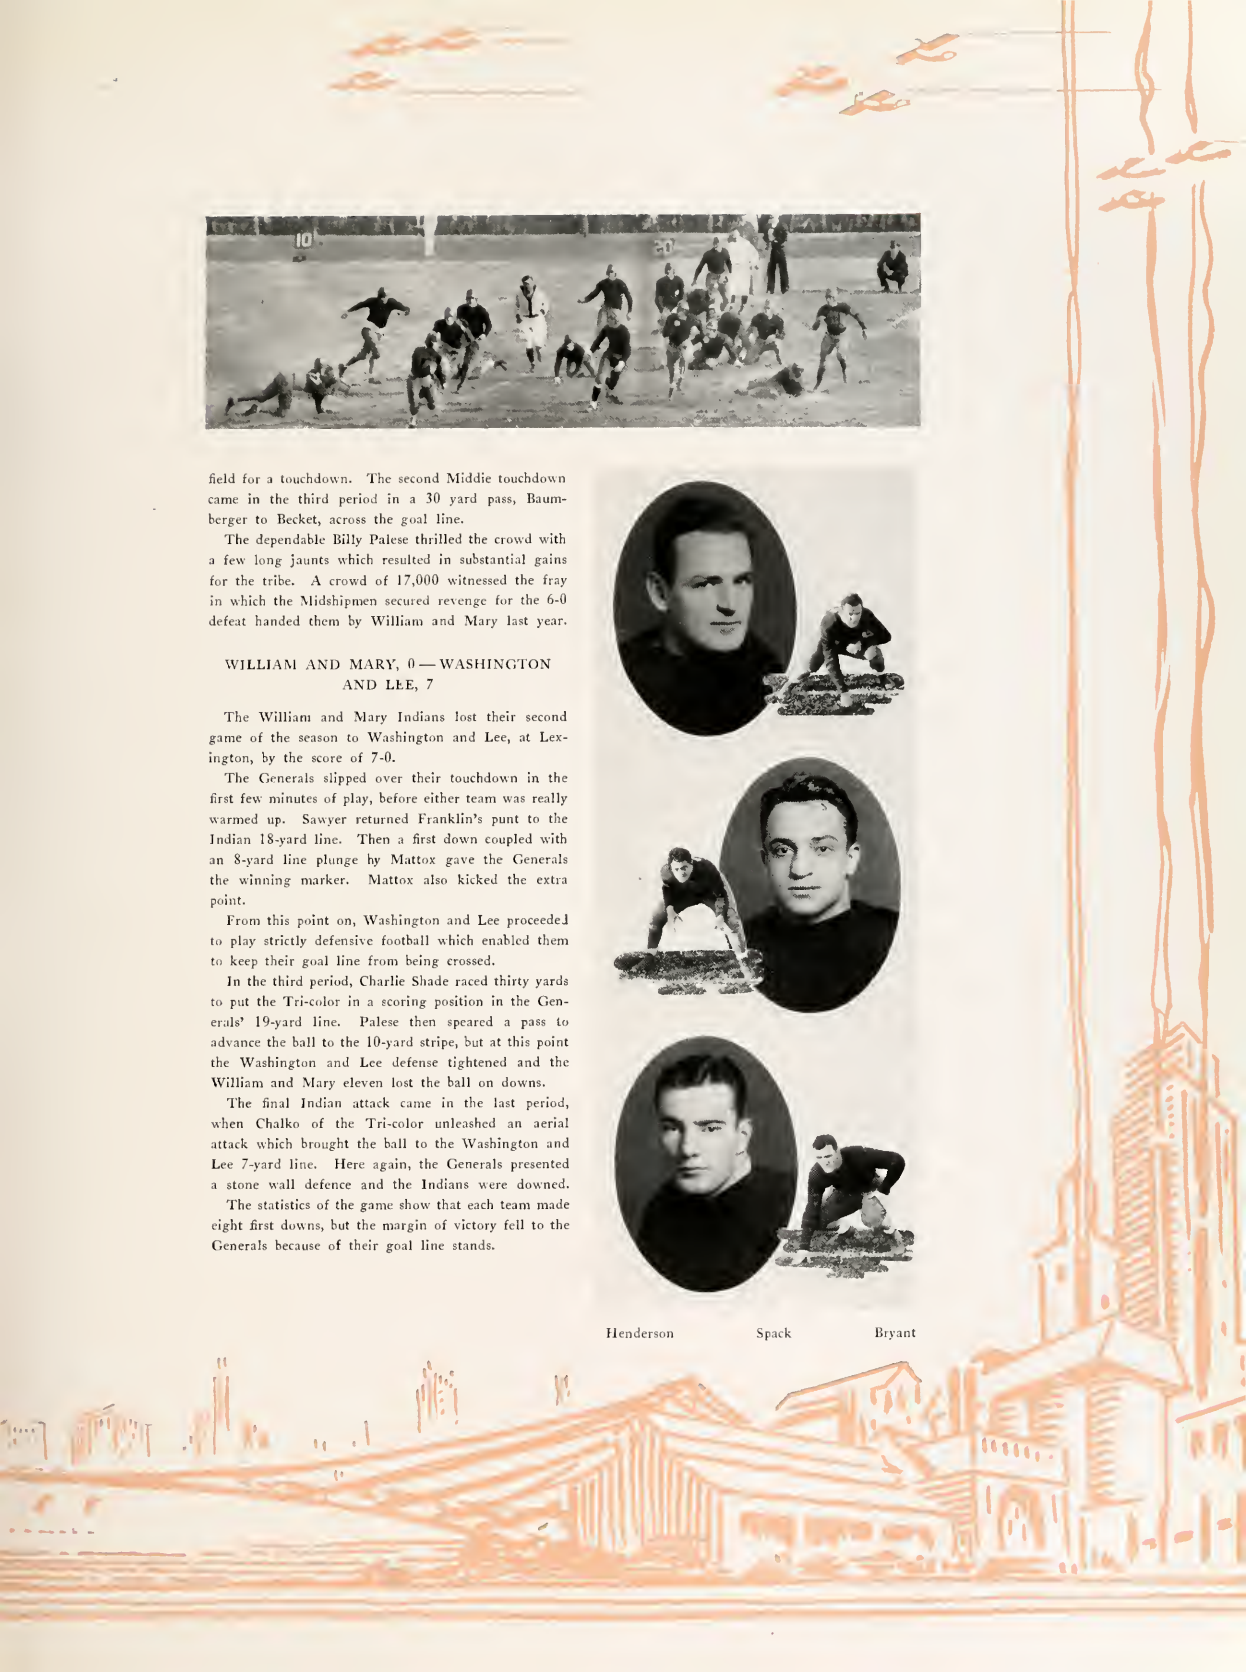 10
20
field for a touchdown. The second Middie touchdown
came in the third period in a 30 yard pass, Baum-
berger to Becket, across the goal line.
The dependable Billy Palese thrilled the crowd with
a few long jaunts which resulted in substantial gains
for the tribe. A crowd of 17,000 witnessed the fray
in which the Midshipmen secured revenge for the 6-0
defeat handed them by William and Mary last year.
WILLIAM AND MARY, 0—WASHINGTON
AND LEE, 7
The William and Mary Indians lost their second
game of the season to Washington and Lee, at Lex-
ington, by the score of 7-0.
The Generals slipped over their touchdown in the
first few minutes of play, before either team was really
warmed up. Sawyer returned Franklin's punt to the
Indian 18-yard line. Then a first down coupled with
an 8-yard line plunge by Mattox gave the Generals
the winning marker. Mattox also kicked the extra
point.
From this point on, Washington and Lee proceeded
to play strictly defensive football which enabled them
to keep their goal line from being crossed.
In the third period, Charlie Shade raced thirty yards
to put the Tri-color in a scoring position in the Gen-
erals' 19-yard line. Palese then speared a pass to
advance the ball to the 10-yard stripe, but at this point
the Washington and Lee defense tightened and the
William and Mary eleven lost the ball on downs.
The final Indian attack came in the last period,
when Chalko of the Tri-color unleashed an aerial
attack which brought the ball to the Washington and
Lee 7-yard line. Here again, the Generals presented
a stone wall defence and the Indians were downed.
The statistics of the game show that each team made
eight first downs, but the margin of victory fell to the
Generals because of their goal line stands.
Henderson Spack Bryant